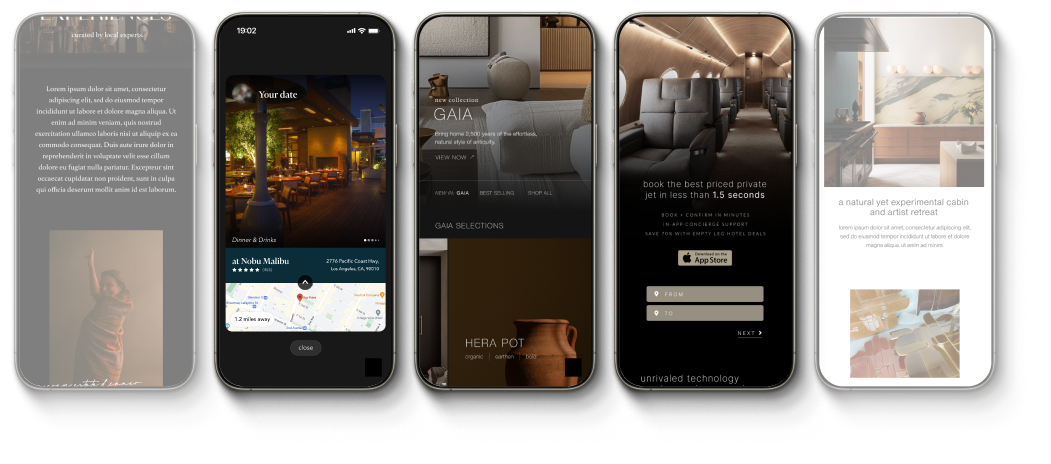 EXPERIENCES
curated by local experts.
Lorem ipsum dolor sit amet, consectetur
adipiscing elit, sed do eiusmod tempor
incididunt ut labore et dolore magna aliqua. Ut
enim ad minim veniam, quis nostrud
exercitation ullamco laboris nisi ut aliquip ex ea
commodo consequat. Duis aute irure dolor in
reprehenderit in voluptate velit esse cillum
dolore eu fugiat nulla pariatur. Excepteur sint
occaecat cupidatat non proident, sunt in culpa
qui officia deserunt mollit anim id est laborum.
19:02
Your date
Dinner & Drinks
at Nobu Malibu
2776 Pacific Coast Hwy,
Los Angeles, CA, 90010
1.2 miles away
close
new collection
GAIA
Bring home 2,500 years of the effortless,
natural style of antiquity.
VIEW NOW ↗
NEW IN: GAIA
BEST SELLING
SHOP ALL
GAIA SELECTIONS
HERA POT
organic | earthen | bold
book the best priced private
jet in less than 1.5 seconds
BOOK + CONFIRM IN MINUTES
IN-APP CONCIERGE SUPPORT
SAVE 70% WITH EMPTY LEG HOTEL DEALS
Download on the
App Store
FROM
TO
NEXT
unrivaled technology
a natural yet experimental cabin
and artist retreat
lorem ipsum dolor sit amet, consectetur adipiscing elit,
sed do eiusmod tempor incididunt ut labore et dolore
magna aliqua ut anim ad minim.